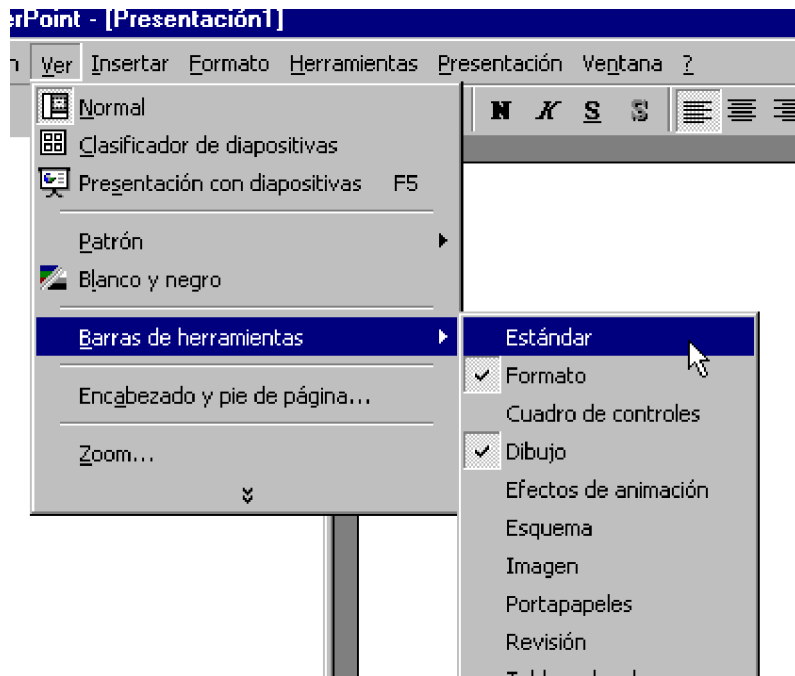 erPoint - [Presentación1]
n Ver Insertar Formato Herramientas Presentación Ventana ?
N K S S
Normal
Clasificador de diapositivas
Presentación con diapositivas F5
Patrón
Blanco y negro
Barras de herramientas
Encabezado y pie de página...
Zoom...
Estándar
Formato
Cuadro de controles
Dibujo
Efectos de animación
Esquema
Imagen
Portapapeles
Revisión